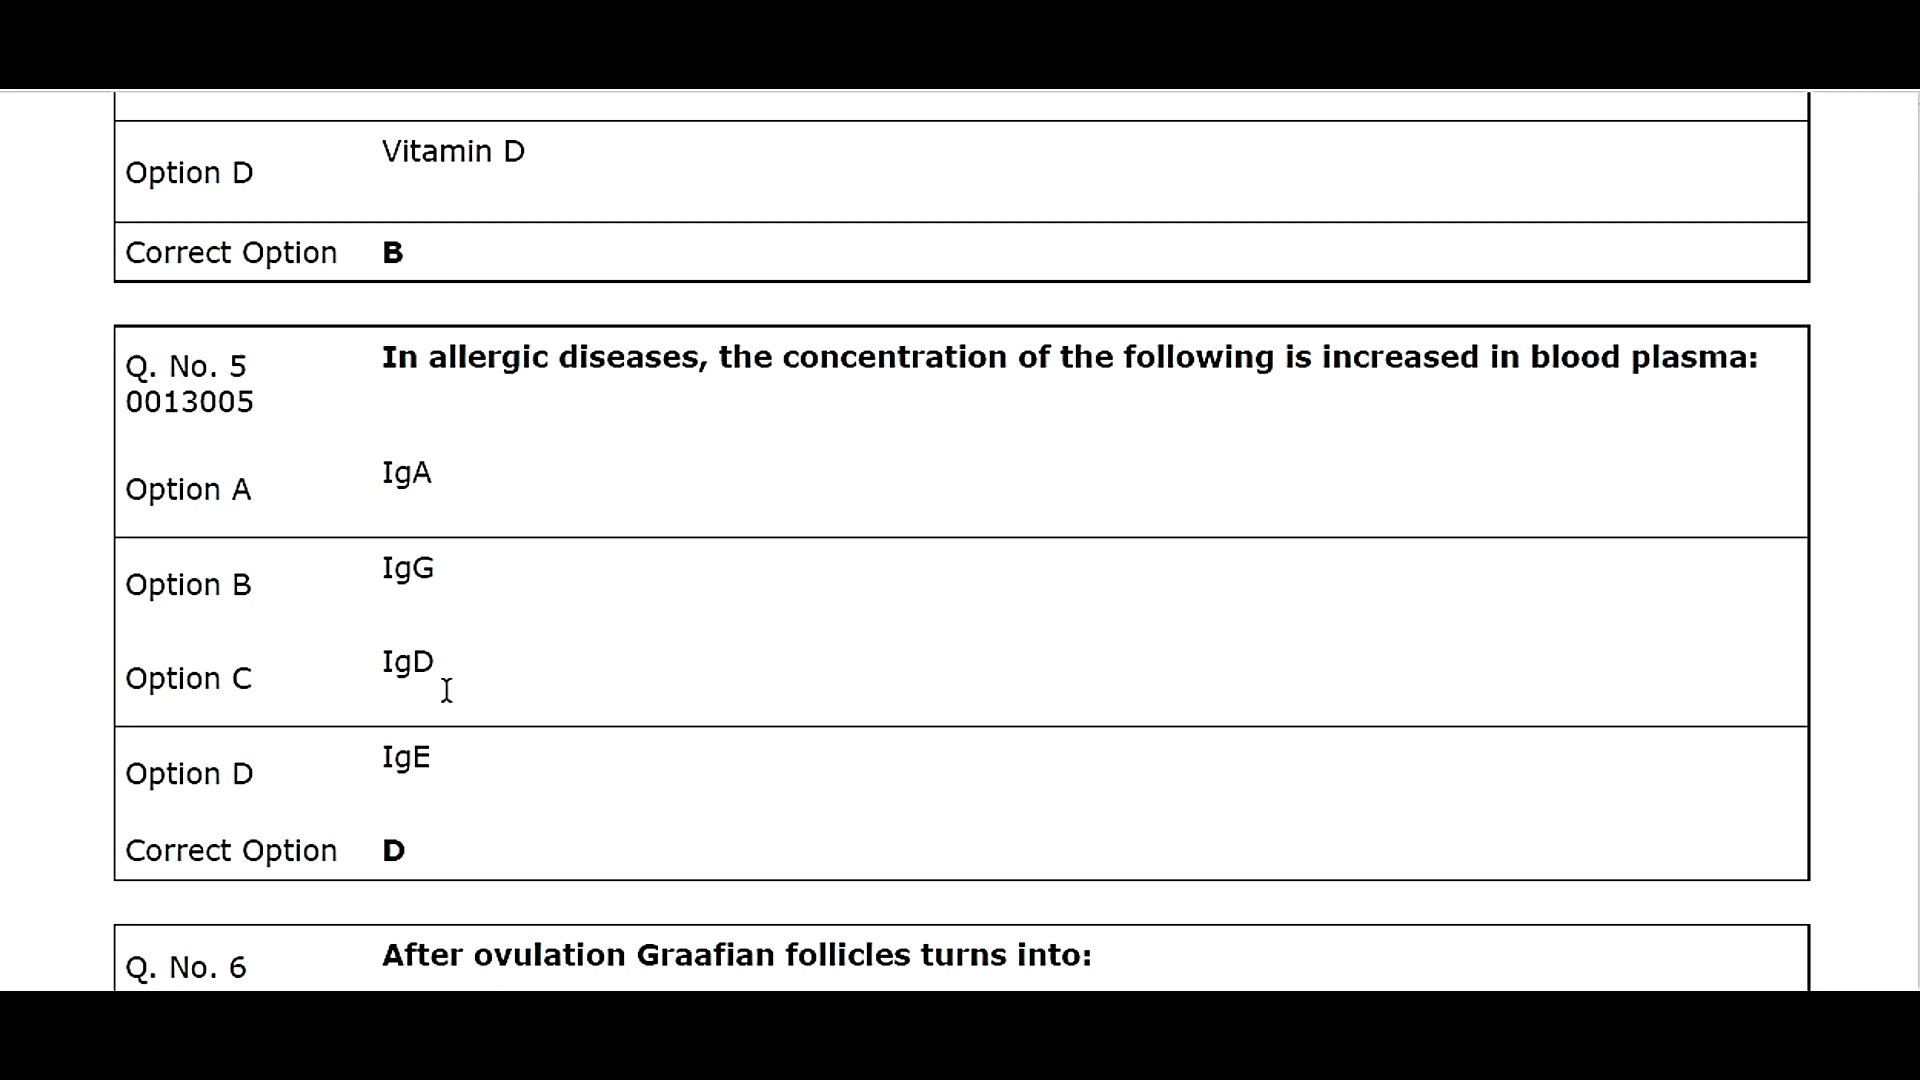 Option D Vitamin D
Correct Option B
Q. No. 5 In allergic diseases, the concentration of the following is increased in blood plasma:
0013005
Option A IgA
Option B IgG
Option C IgD
Option D IgE
Correct Option D
Q. No. 6 After ovulation Graafian follicles turns into: